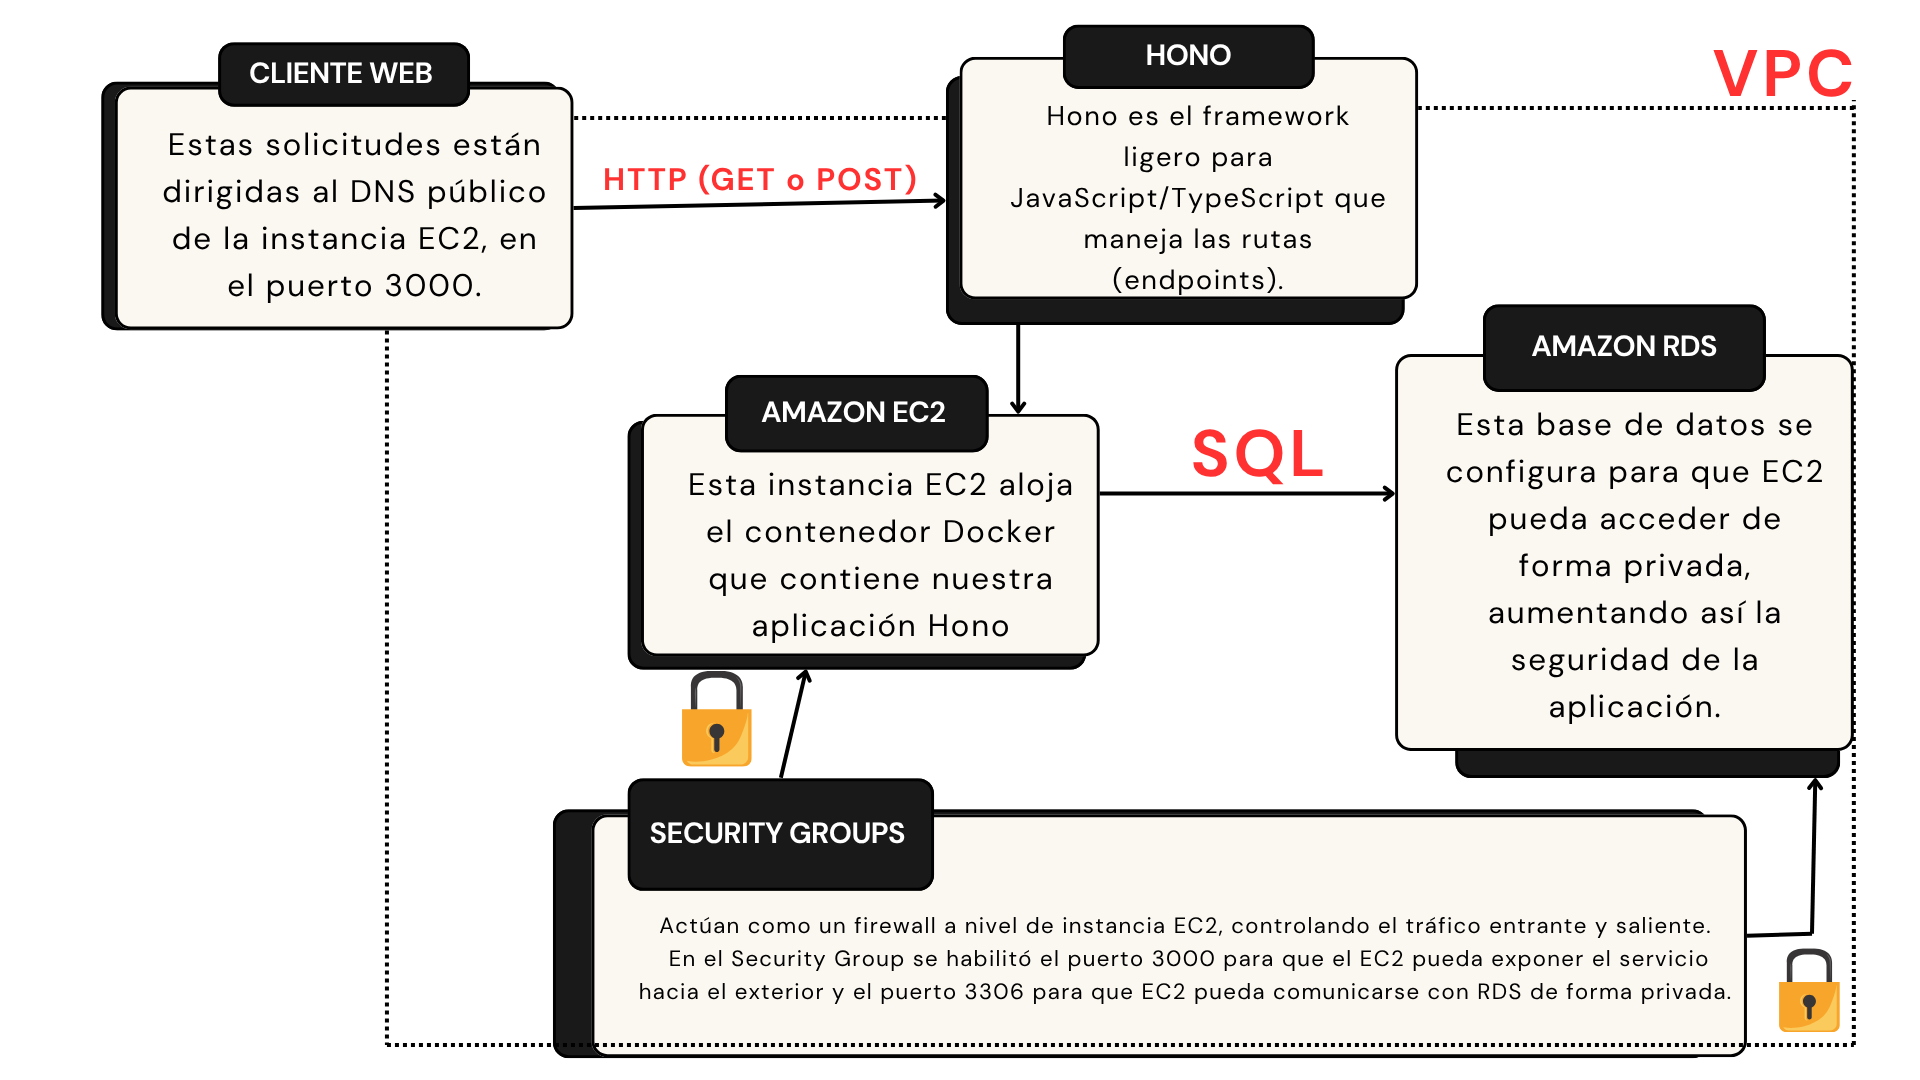 CLIENTE WEB
Estas solicitudes están
dirigidas al DNS público
de la instancia EC2, en
el puerto 3000.
HTTP (GET o POST)
HONO
Hono es el framework
ligero para
JavaScript/TypeScript que
maneja las rutas
(endpoints).
VPC
AMAZON EC2
Esta instancia EC2 aloja
el contenedor Docker
que contiene nuestra
aplicación Hono
SQL
AMAZON RDS
Esta base de datos se
configura para que EC2
pueda acceder de
forma privada,
aumentando así la
seguridad de la
aplicación.
SECURITY GROUPS
Actúan como un firewall a nivel de instancia EC2, controlando el tráfico entrante y saliente.
En el Security Group se habilitó el puerto 3000 para que el EC2 pueda exponer el servicio
hacia el exterior y el puerto 3306 para que EC2 pueda comunicarse con RDS de forma privada.